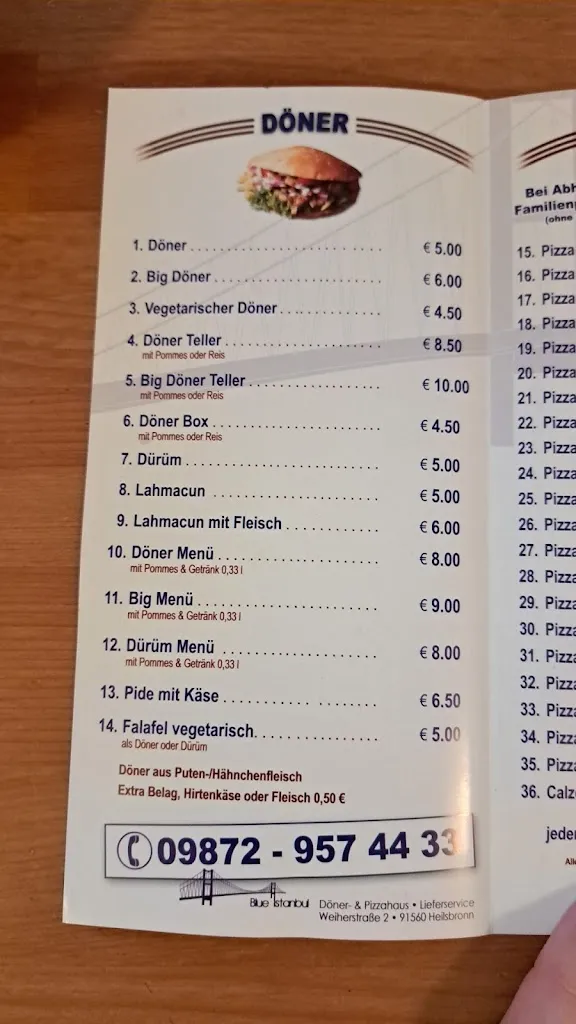 DÖNER
1. Döner . . . . . . . . . . . . . . . . . . . . . . . . € 5.00
2. Big Döner . . . . . . . . . . . . . . . . . . . . . € 6.00
3. Vegetarischer Döner . . . . . . . . . . . . . € 4.50
4. Döner Teller . . . . . . . . . . . . . . . . . . . . € 8.50
mit Pommes oder Reis
5. Big Döner Teller . . . . . . . . . . . . . . . . . € 10.00
mit Pommes oder Reis
6. Döner Box . . . . . . . . . . . . . . . . . . . . . € 4.50
mit Pommes oder Reis
7. Dürüm . . . . . . . . . . . . . . . . . . . . . . . . € 5.00
8. Lahmacun . . . . . . . . . . . . . . . . . . . . . € 5.00
9. Lahmacun mit Fleisch . . . . . . . . . . . . € 6.00
10. Döner Menü . . . . . . . . . . . . . . . . . . . . € 8.00
mit Pommes & Getränk 0,33 l
11. Big Menü . . . . . . . . . . . . . . . . . . . . . . . € 9.00
mit Pommes & Getränk 0,33 l
12. Dürüm Menü . . . . . . . . . . . . . . . . . . . . € 8.00
mit Pommes & Getränk 0,33 l
13. Pide mit Käse . . . . . . . . . . . . . . . . . . . . € 6.50
14. Falafel vegetarisch. . . . . . . . . . . . . . . . € 5.00
als Döner oder Dürüm
Döner aus Puten-/Hähnchenfleisch
Extra Belag, Hirtenkäse oder Fleisch 0,50 €
09872 - 957 44 33
Blue Istanbul
Döner- & Pizzahaus • Lieferservice
Weiherstraße 2 • 91560 Heilsbronn
Bei Abh
Familienp
(ohne
15. Pizza
16. Pizza
17. Pizza
18. Pizza
19. Pizza
20. Pizza
21. Pizza
22. Pizza
23. Pizza
24. Pizza
25. Pizza
26. Pizza
27. Pizza
28. Pizza
29. Pizza
30. Pizza
31. Pizza
32. Pizza
33. Pizza
34. Pizza
35. Pizza
36. Calz
jeder